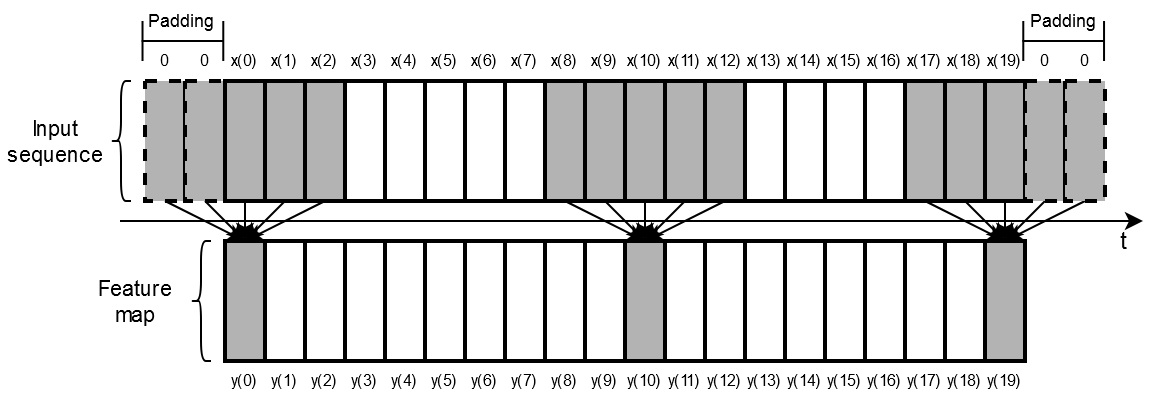 Padding Padding
0 0 x(0) x(1) x(2) x(3) x(4) x(5) x(6) x(7) x(8) x(9) x(10) x(11) x(12) x(13) x(14) x(15) x(16) x(17) x(18) x(19) 0 0
Input
sequence
t
Feature
map
y(0) y(1) y(2) y(3) y(4) y(5) y(6) y(7) y(8) y(9) y(10) y(11) y(12) y(13) y(14) y(15) y(16) y(17) y(18) y(19)